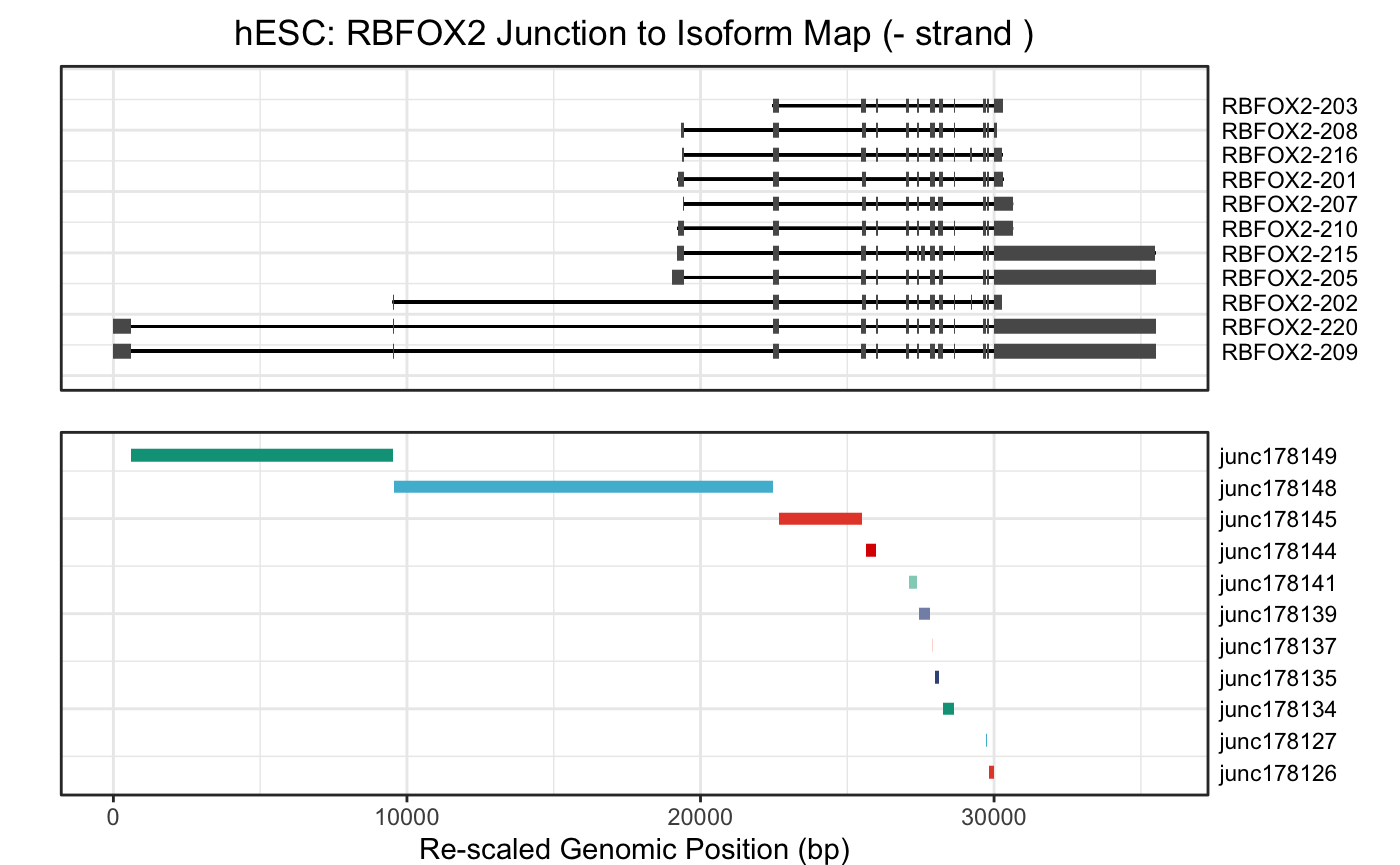 hESC: RBFOX2 Junction to Isoform Map (- strand )
RBFOX2-203
RBFOX2-208
RBFOX2-216
RBFOX2-201
RBFOX2-207
RBFOX2-210
RBFOX2-215
RBFOX2-205
RBFOX2-202
RBFOX2-220
RBFOX2-209
junc178149
junc178148
junc178145
junc178144
junc178141
junc178139
junc178137
junc178135
junc178134
junc178127
junc178126
0 10000 20000 30000
Re-scaled Genomic Position (bp)